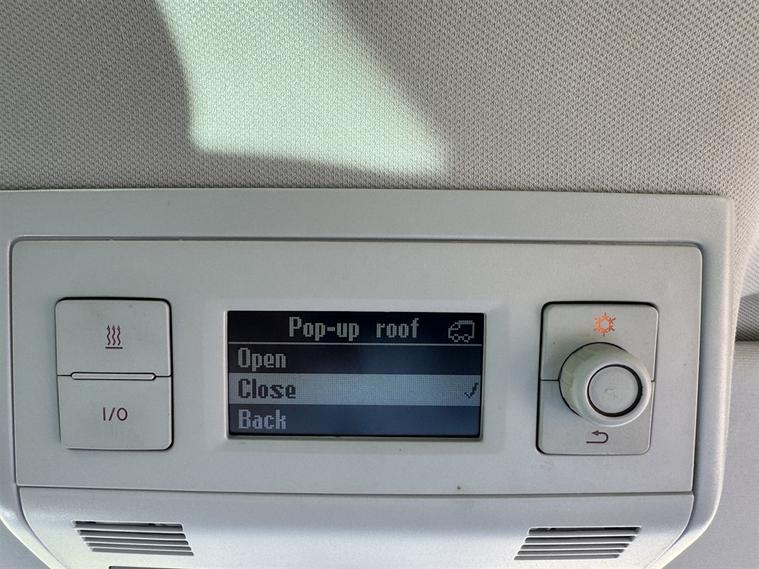 Pop-up roof
Open
Close
Back
I/O